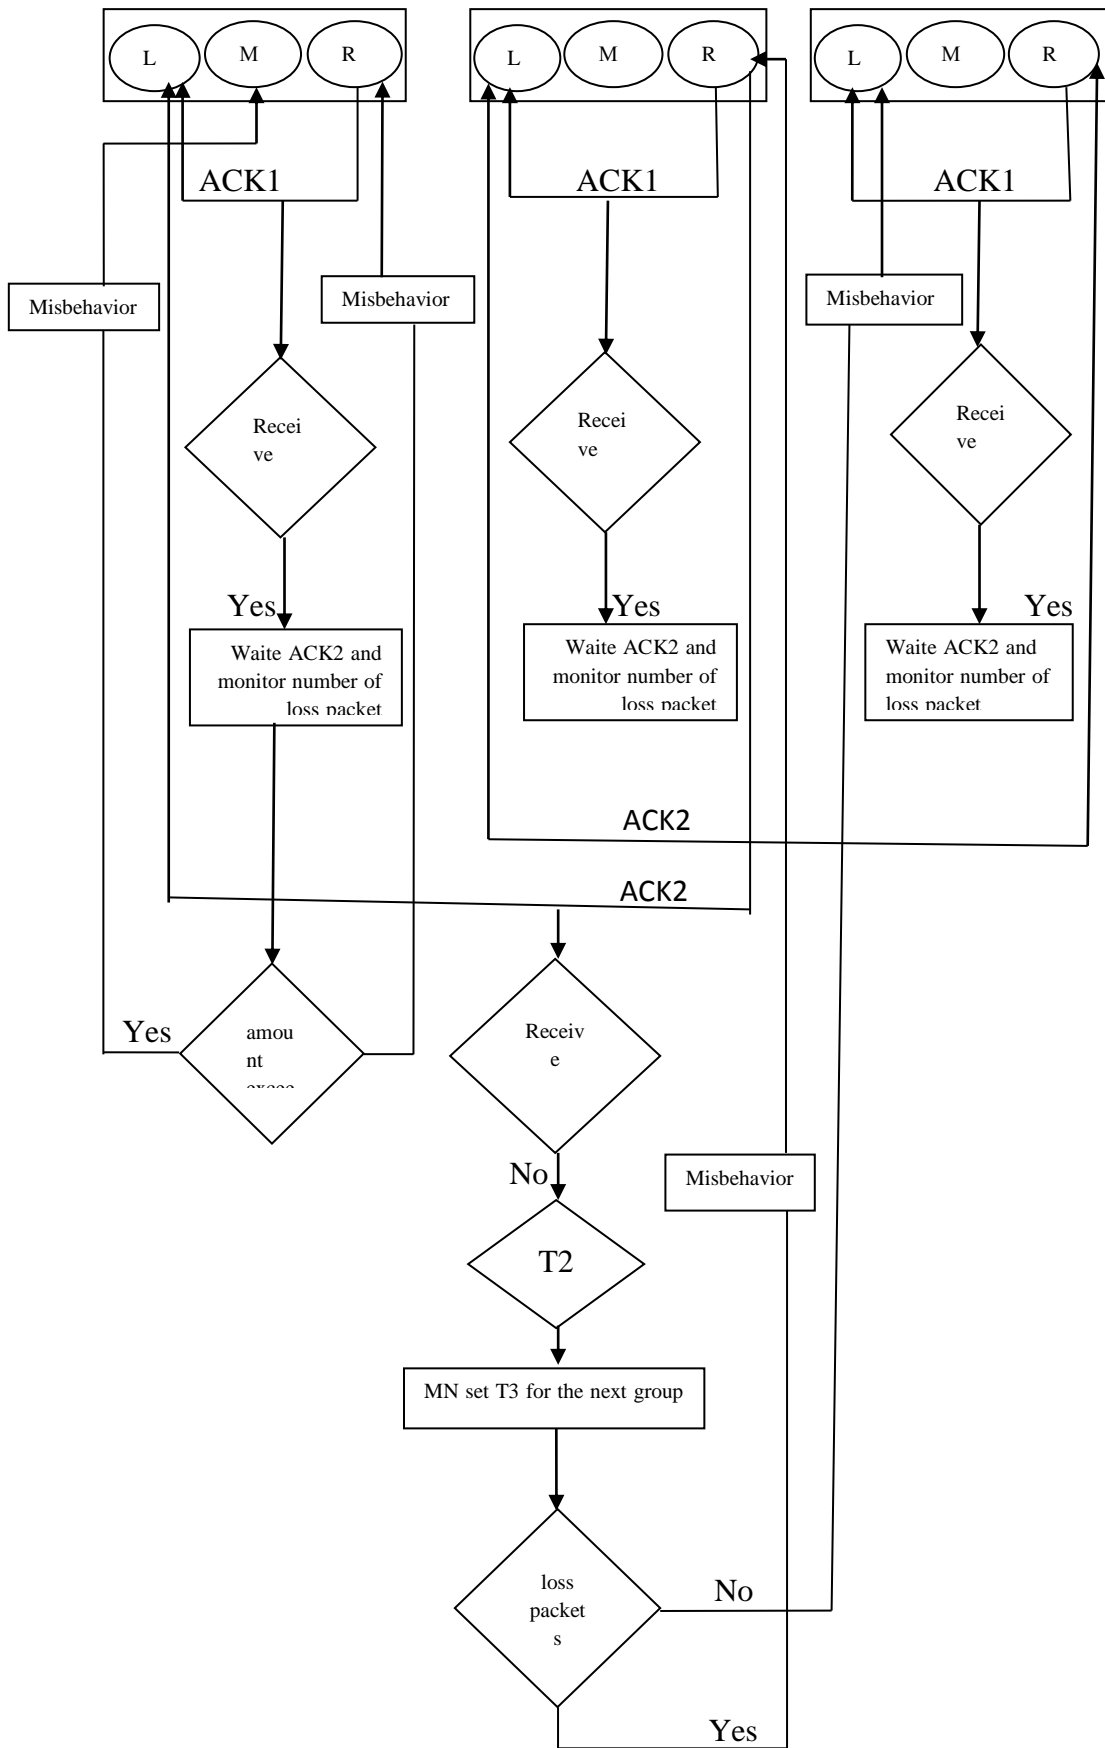 L M R
L M R
L M R
ACK1
ACK1
ACK1
Misbehavior
Misbehavior
Misbehavior
Recei
ve
Recei
ve
Recei
ve
Yes
Yes
Yes
Waite ACK2 and
monitor number of
loss packet
Waite ACK2 and
monitor number of
loss packet
Waite ACK2 and
monitor number of
loss packet
ACK2
ACK2
Yes
amou
nt
excee
Receiv
e
No
Misbehavior
T2
MN set T3 for the next group
loss
packet
s
No
Yes